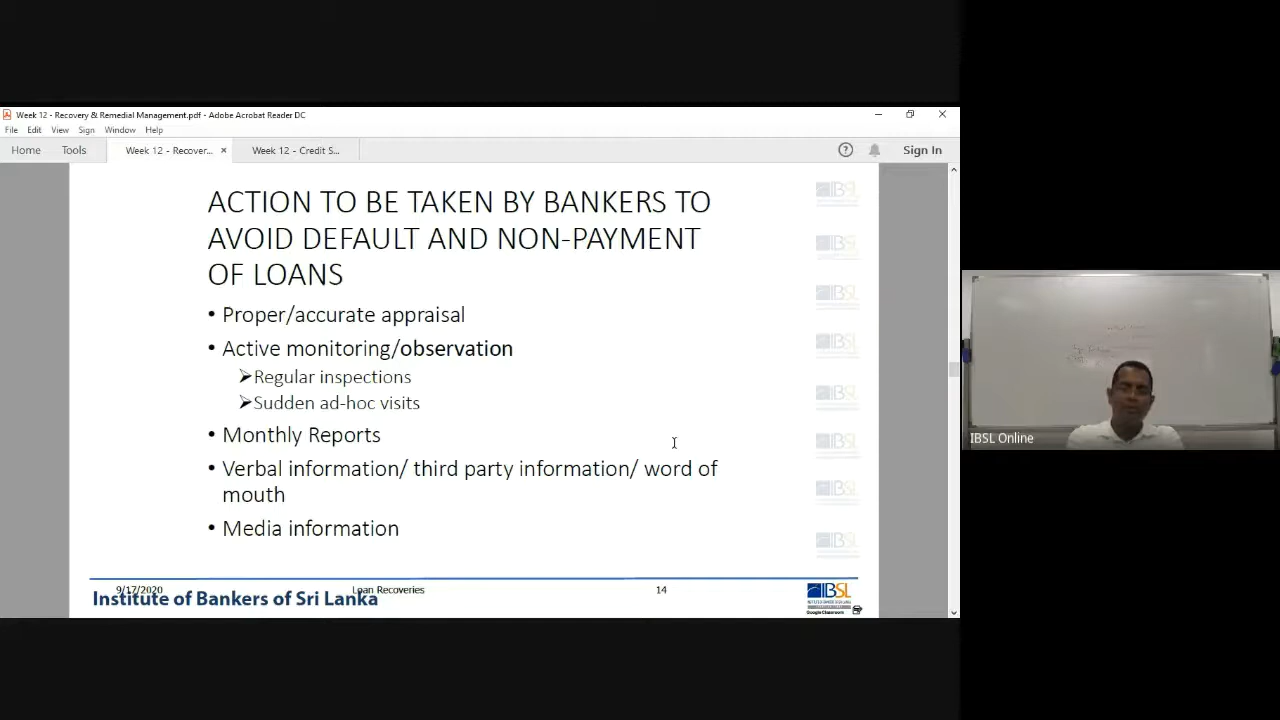 Week 12 - Recovery & Remedial Management.pdf - Adobe Acrobat Reader DC
File Edit View Sign Window Help
Home Tools Week 12 - Recover... × Week 12 - Credit S... Sign In
ACTION TO BE TAKEN BY BANKERS TO
AVOID DEFAULT AND NON-PAYMENT
OF LOANS
• Proper/accurate appraisal
• Active monitoring/observation
➢Regular inspections
➢Sudden ad-hoc visits
• Monthly Reports
• Verbal information/ third party information/ word of
mouth
• Media information
9/17/2020 Loan Recoveries 14
Institute of Bankers of Sri Lanka
IBSL
Google Classroom
IBSL Online